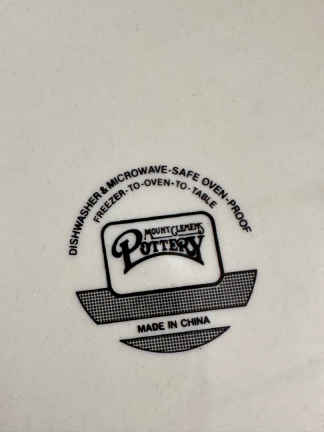 DISHWASHER & MICROWAVE-SAFE OVEN-PROOF
FREEZER-TO-OVEN-TO-TABLE
MOUNT CLEMENS
POTTERY
MADE IN CHINA